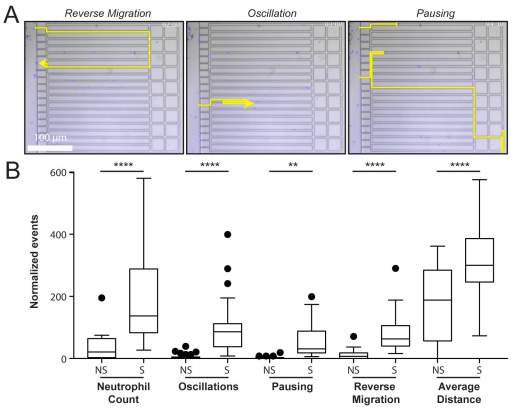 A
Reverse Migration
Oscillation
Pausing
100 µm
B
**** **** ** **** ****
600
400
200
0
Normalized events
NS S NS S NS S NS S NS S
Neutrophil Count
Oscillations
Pausing
Reverse Migration
Average Distance